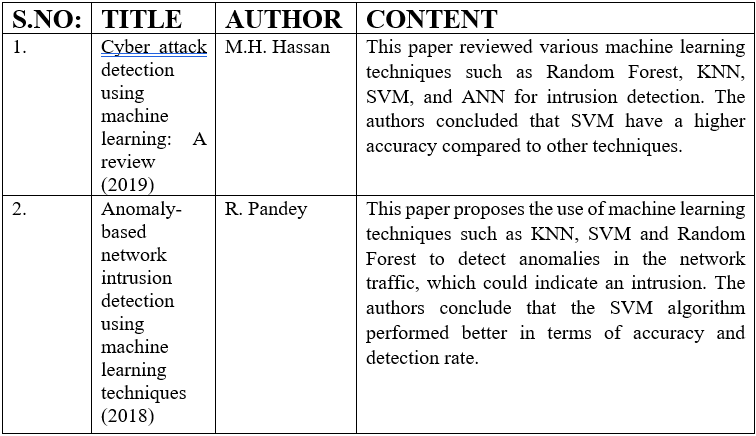 S.NO: TITLE AUTHOR CONTENT
1.
Cyber attack
detection
using
machine
learning: A
review
(2019)
M.H. Hassan
This paper reviewed various machine learning
techniques such as Random Forest, KNN,
SVM, and ANN for intrusion detection. The
authors concluded that SVM have a higher
accuracy compared to other techniques.
2.
Anomaly-
based
network
intrusion
detection
using
machine
learning
techniques
(2018)
R. Pandey
This paper proposes the use of machine learning
techniques such as KNN, SVM and Random
Forest to detect anomalies in the network
traffic, which could indicate an intrusion. The
authors conclude that the SVM algorithm
performed better in terms of accuracy and
detection rate.